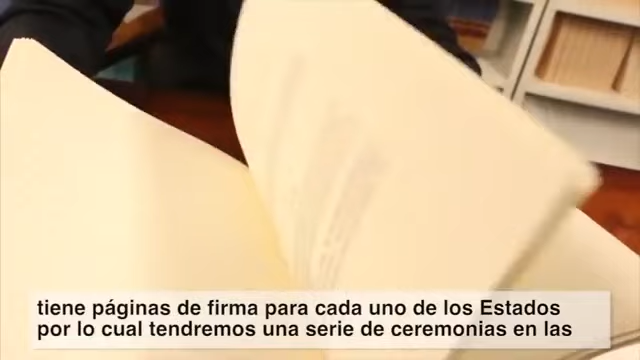 tiene páginas de firma para cada uno de los Estados
por lo cual tendremos una serie de ceremonias en las